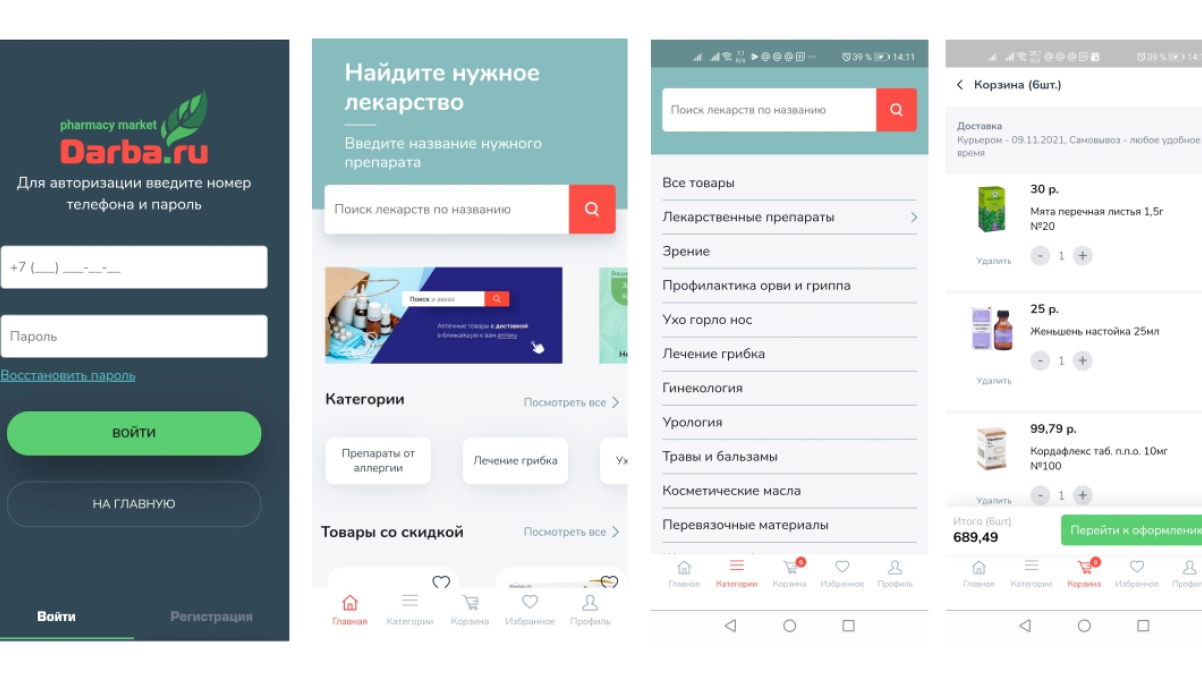 pharmacy market
Darba.ru
Для авторизации введите номер
телефона и пароль
+7 (___) ___-__-__
Пароль
Восстановить пароль
ВОЙТИ
НА ГЛАВНУЮ
Войти
Регистрация
Найдите нужное
лекарство
Введите название нужного
препарата
Поиск лекарств по названию
Поиск и заказ
Аптечные товары с доставкой
в ближайшую к вам аптеку
Категории
Посмотреть все
Препараты от
аллергии
Лечение грибка
Ух
Товары со скидкой
Посмотреть все
Главная
Категории
Корзина
Избранное
Профиль
39 % 14:11
Поиск лекарств по названию
Все товары
Лекарственные препараты
Зрение
Профилактика орви и гриппа
Ухо горло нос
Лечение грибка
Гинекология
Урология
Травы и бальзамы
Косметические масла
Перевязочные материалы
6
Главная
Категории
Корзина
Избранное
Профиль
39 % 14:1
Корзина (6шт.)
Доставка
Курьером - 09.11.2021, Самовывоз - любое удобное
время
30 р.
Мята перечная листья 1,5г
№20
Удалить
- 1 +
25 р.
Женьшень настойка 25мл
- 1 +
Удалить
99,79 р.
Кордафлекс таб. п.п.о. 10мг
№100
Удалить
- 1 +
Итого (6шт)
689,49
Перейти к оформлени
6
Главная
Категории
Корзина
Избранное
Профи